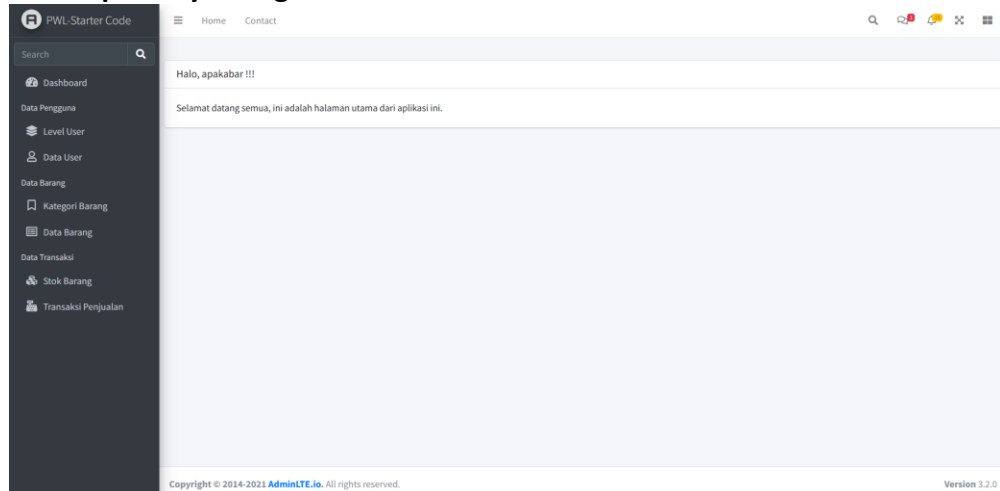 PWL-Starter Code
Home Contact
Search
Dashboard
Data Pengguna
Level User
Data User
Data Barang
Kategori Barang
Data Barang
Data Transaksi
Stok Barang
Transaksi Penjualan
Halo, apakabar !!!
Selamat datang semua, ini adalah halaman utama dari aplikasi ini.
Copyright © 2014-2021 AdminLTE.io. All rights reserved.
Version 3.2.0